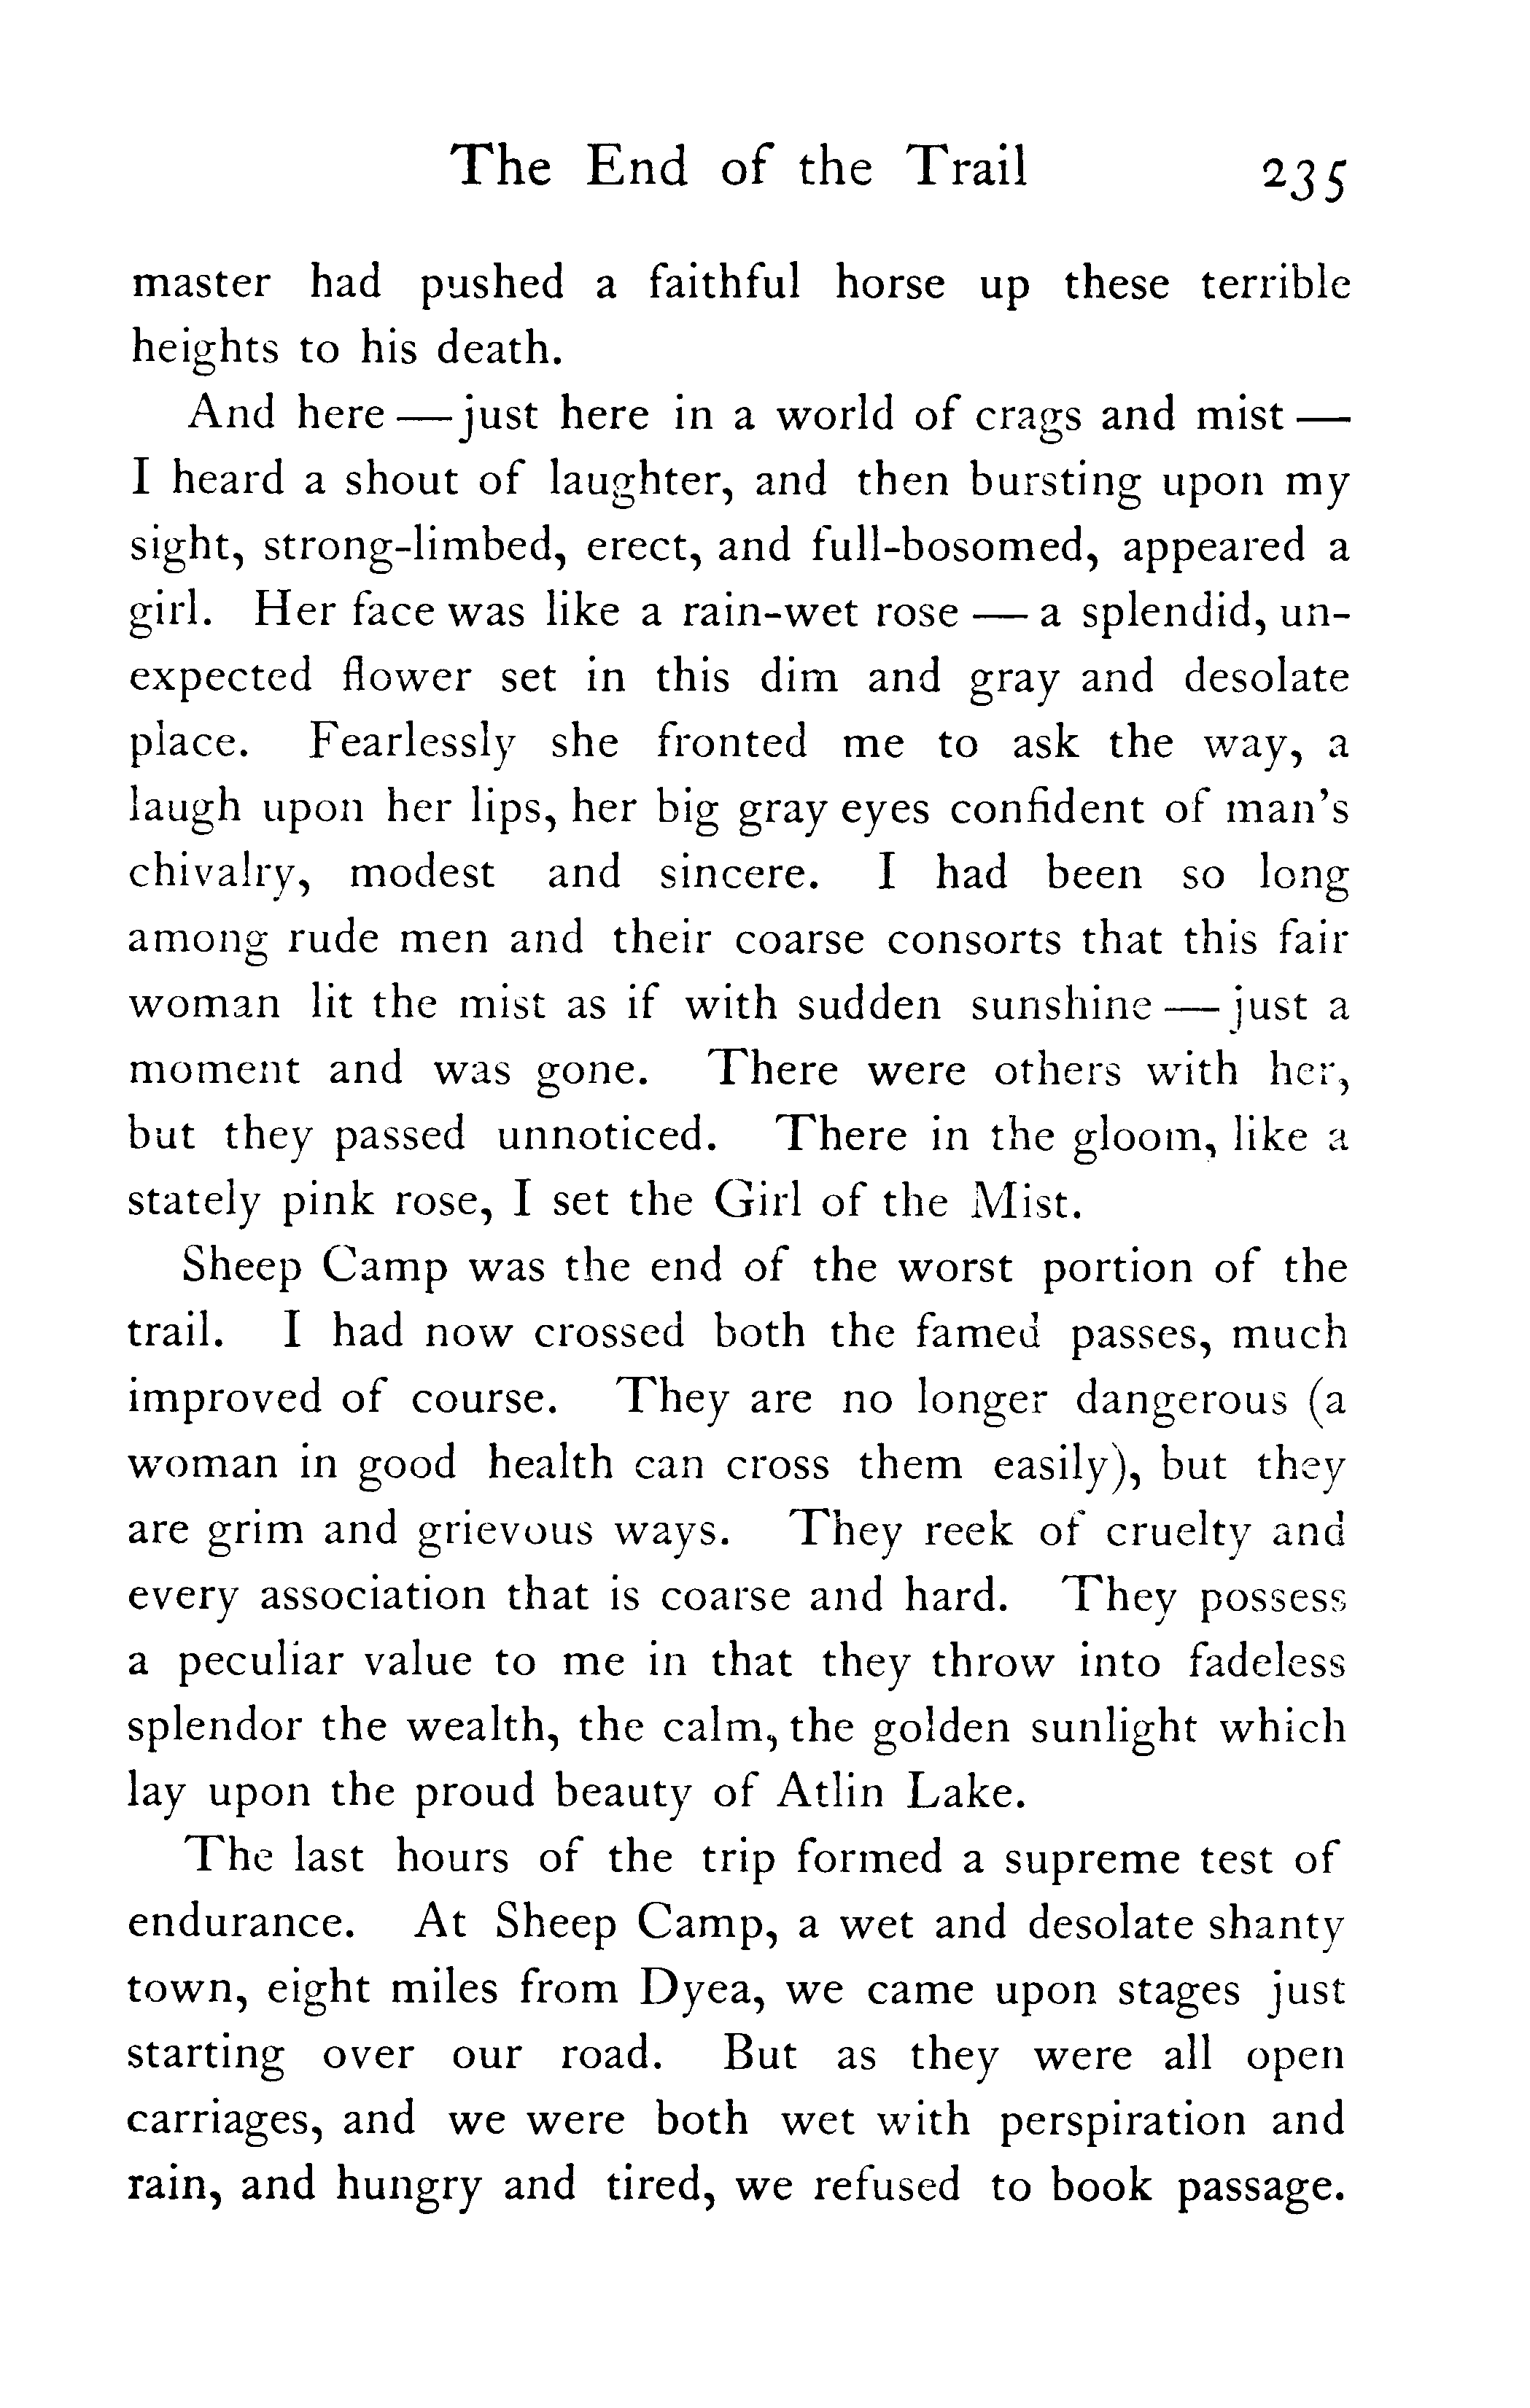 The End of the Trail 235
master had pushed a faithful horse up these terrible
heights to his death.
And here — just here in a world of crags and mist —
I heard a shout of laughter, and then bursting upon my
sight, strong-limbed, erect, and full-bosomed, appeared a
girl. Her face was like a rain-wet rose — a splendid, un-
expected flower set in this dim and gray and desolate
place. Fearlessly she fronted me to ask the way, a
laugh upon her lips, her big gray eyes confident of man's
chivalry, modest and sincere. I had been so long
among rude men and their coarse consorts that this fair
woman lit the mist as if with sudden sunshine — just a
moment and was gone. There were others with her,
but they passed unnoticed. There in the gloom, like a
stately pink rose, I set the Girl of the Mist.
Sheep Camp was the end of the worst portion of the
trail. I had now crossed both the famed passes, much
improved of course. They are no longer dangerous (a
woman in good health can cross them easily), but they
are grim and grievous ways. They reek of cruelty and
every association that is coarse and hard. They possess
a peculiar value to me in that they throw into fadeless
splendor the wealth, the calm, the golden sunlight which
lay upon the proud beauty of Atlin Lake.
The last hours of the trip formed a supreme test of
endurance. At Sheep Camp, a wet and desolate shanty
town, eight miles from Dyea, we came upon stages just
starting over our road. But as they were all open
carriages, and we were both wet with perspiration and
rain, and hungry and tired, we refused to book passage.